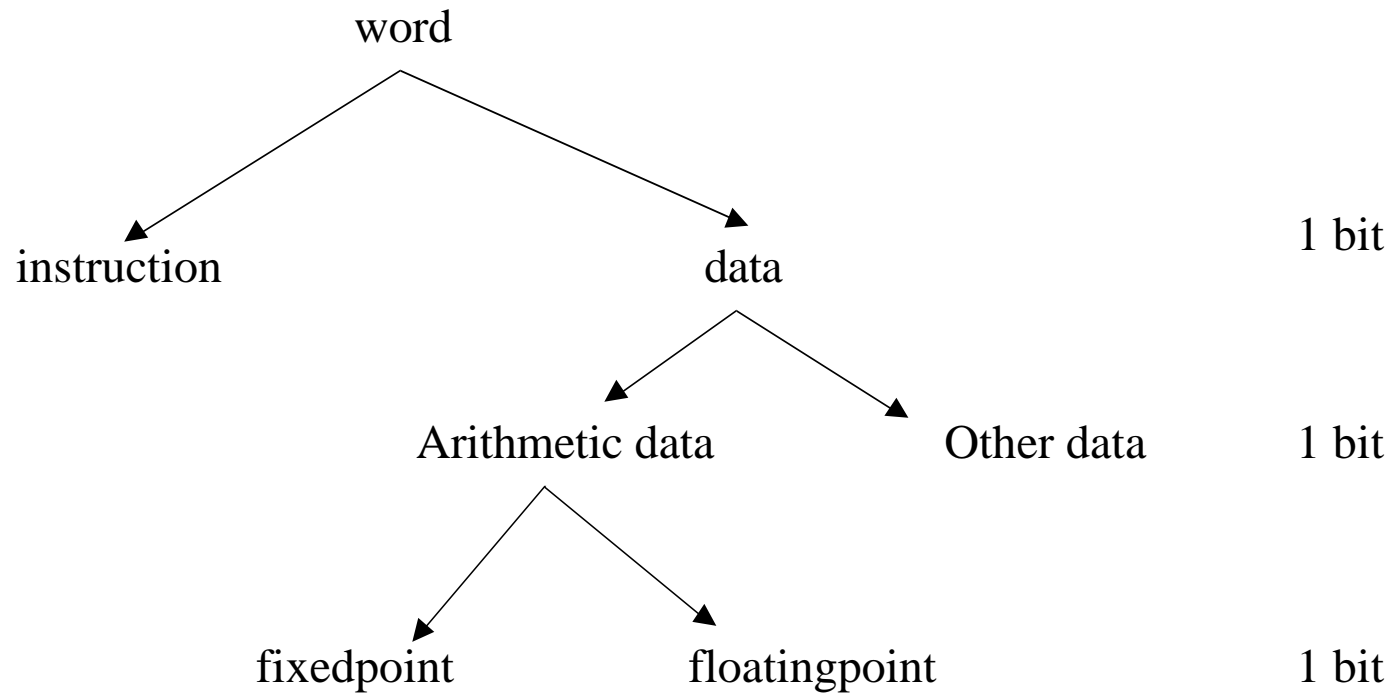 word
instruction data 1 bit
Arithmetic data Other data 1 bit
fixedpoint floatingpoint 1 bit